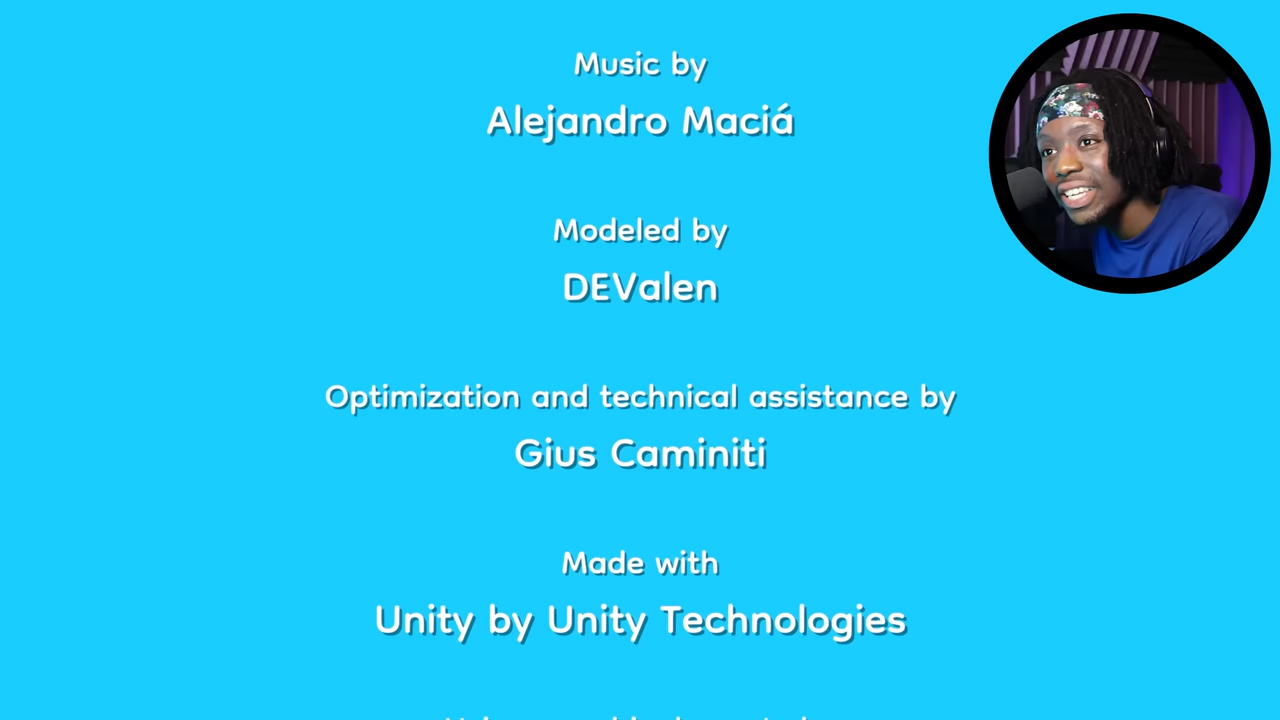 Music by
Alejandro Maciá
Modeled by
DEValen
Optimization and technical assistance by
Gius Caminiti
Made with
Unity by Unity Technologies